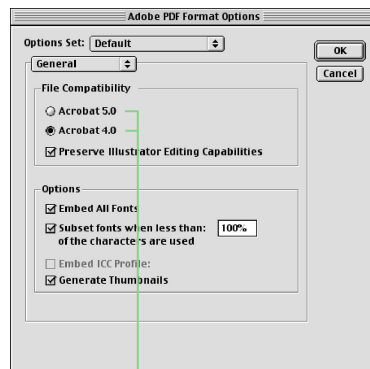 Adobe PDF Format Options
Options Set: Default
OK
General
Cancel
File Compatibility
Acrobat 5.0
Acrobat 4.0
Preserve Illustrator Editing Capabilities
Options
Embed All Fonts
Subset fonts when less than: 100%
of the characters are used
Embed ICC Profile:
Generate Thumbnails